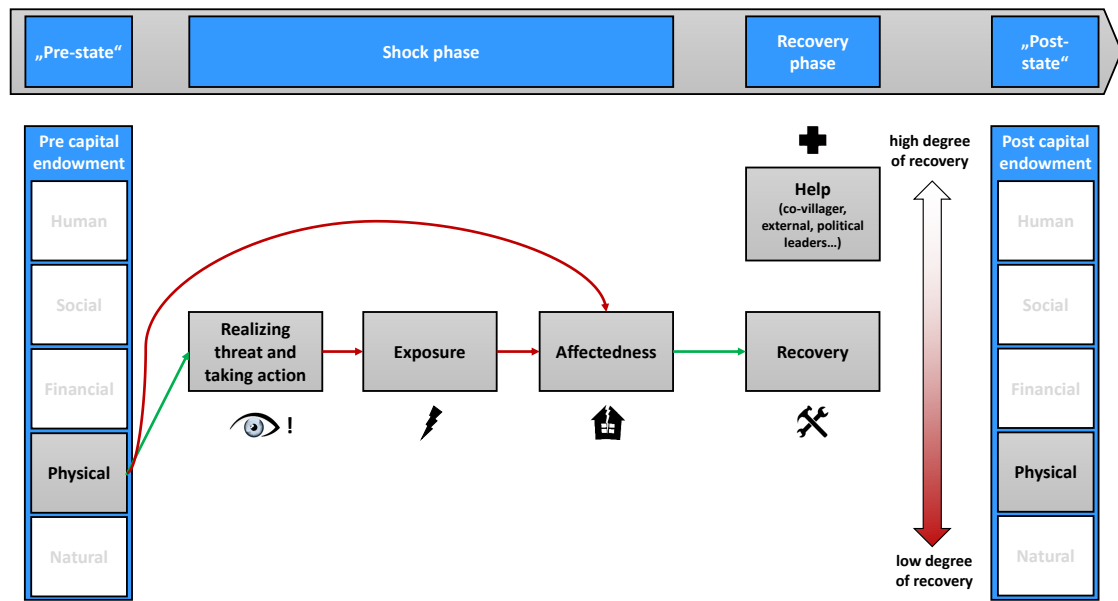 „Pre-state“
Shock phase
Recovery
phase
„Post-
state“
Pre capital
endowment
Human
Social
Financial
Physical
Natural
Realizing
threat and
taking action
!
Exposure
Affectedness
Help
(co-villager,
external, political
leaders…)
Recovery
high degree
of recovery
low degree
of recovery
Post capital
endowment
Human
Social
Financial
Physical
Natural